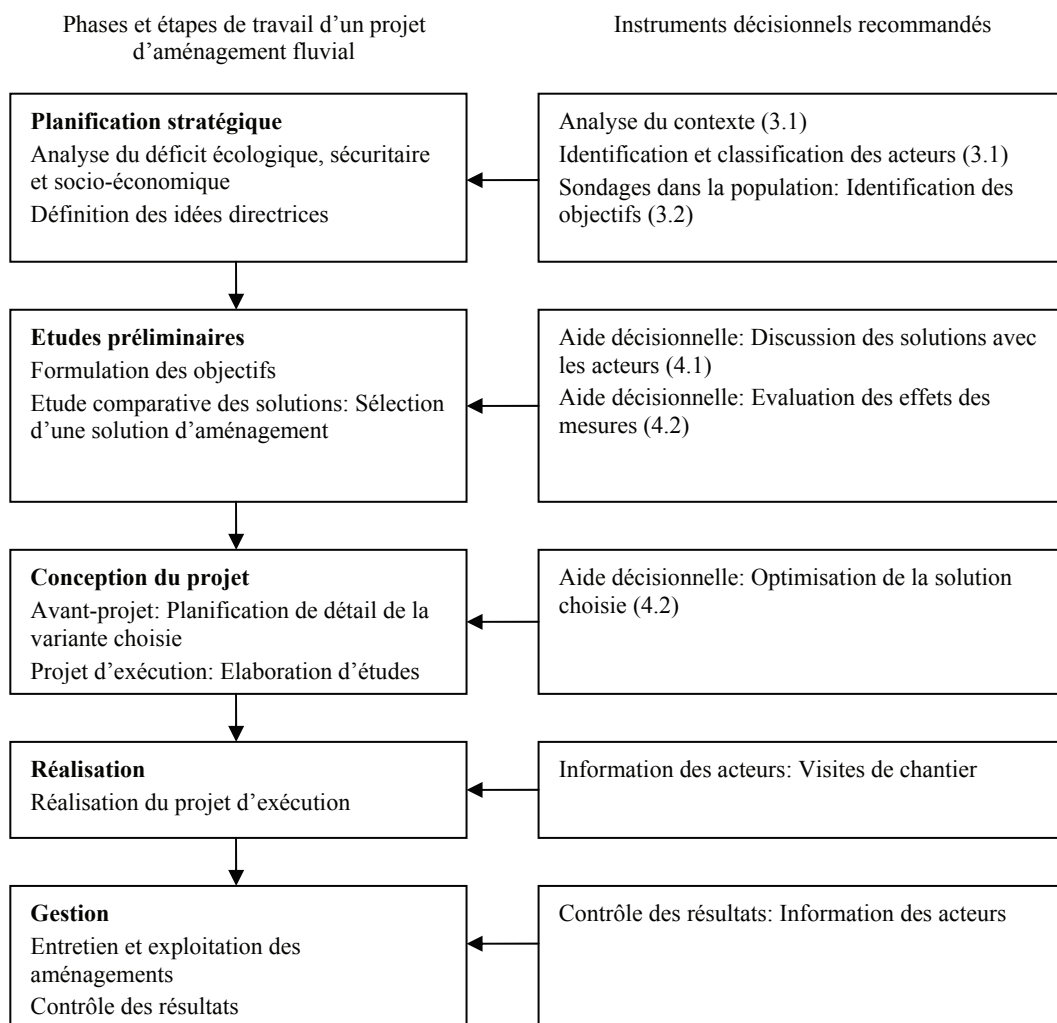 Phases et étapes de travail d’un projet
d’aménagement fluvial
Instruments décisionnels recommandés
Planification stratégique
Analyse du déficit écologique, sécuritaire
et socio-économique
Définition des idées directrices
Analyse du contexte (3.1)
Identification et classification des acteurs (3.1)
Sondages dans la population: Identification des
objectifs (3.2)
Etudes préliminaires
Formulation des objectifs
Etude comparative des solutions: Sélection
d’une solution d’aménagement
Aide décisionnelle: Discussion des solutions avec
les acteurs (4.1)
Aide décisionnelle: Evaluation des effets des
mesures (4.2)
Conception du projet
Avant-projet: Planification de détail de la
variante choisie
Projet d’exécution: Elaboration d’études
Aide décisionnelle: Optimisation de la solution
choisie (4.2)
Réalisation
Réalisation du projet d’exécution
Information des acteurs: Visites de chantier
Gestion
Entretien et exploitation des
aménagements
Contrôle des résultats
Contrôle des résultats: Information des acteurs